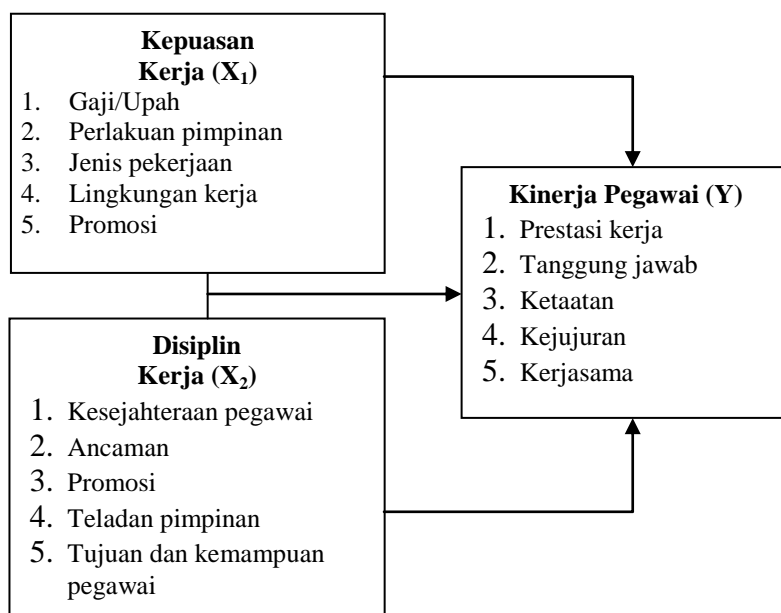 Kepuasan
Kerja (X₁)
1. Gaji/Upah
2. Perlakuan pimpinan
3. Jenis pekerjaan
4. Lingkungan kerja
5. Promosi
Kinerja Pegawai (Y)
1. Prestasi kerja
2. Tanggung jawab
3. Ketaatan
4. Kejujuran
5. Kerjasama
Disiplin
Kerja (X₂)
1. Kesejahteraan pegawai
2. Ancaman
3. Promosi
4. Teladan pimpinan
5. Tujuan dan kemampuan
pegawai